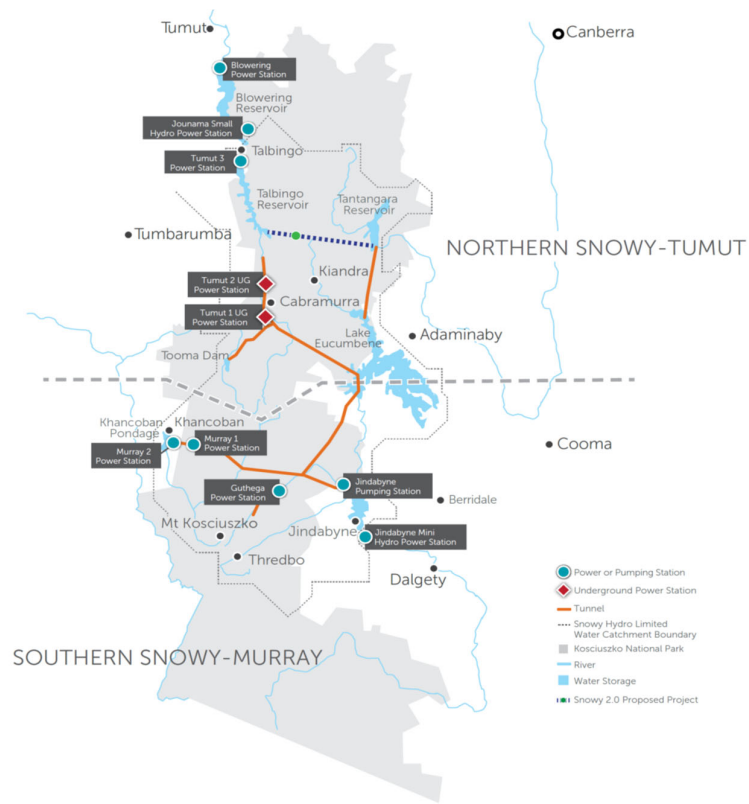 Tumut
Canberra
Blowering
Power Station
Blowering
Reservoir
Jounama Small
Hydro Power Station
Talbingo
Tumut 3
Power Station
Talbingo
Reservoir
Tantangara
Reservoir
Tumbarumba
NORTHERN SNOWY-TUMUT
Kiandra
Tumut 2 UG
Power Station
Cabramurra
Tumut 1 UG
Power Station
Lake
Eucumbene
Adaminaby
Tooma Dam
Khancoban
Pondage
Khancoban
Murray 1
Power Station
Murray 2
Power Station
Cooma
Guthega
Power Station
Jindabyne
Pumping Station
Berridale
Mt Kosciuszko
Jindabyne
Jindabyne Mini
Hydro Power Station
Thredbo
Dalgety
SOUTHERN SNOWY-MURRAY
Power or Pumping Station
Underground Power Station
Tunnel
Snowy Hydro Limited
Water Catchment Boundary
Kosciuszko National Park
River
Water Storage
Snowy 2.0 Proposed Project